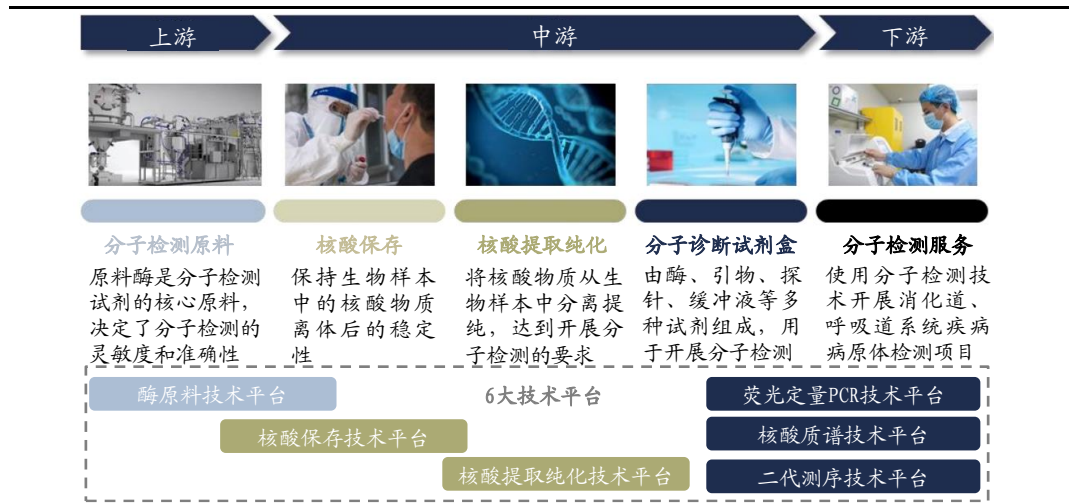 上游
中游
下游
分子检测原料
原料酶是分子检测
试剂的核心原料，
决定了分子检测的
灵敏度和准确性
核酸保存
保持生物样本
中的核酸物质
离体后的稳定
性
核酸提取纯化
将核酸物质从生
物样本中分离提
纯，达到开展分
子检测的要求
分子诊断试剂盒
由酶、引物、探
针、缓冲液等多
种试剂组成，用
于开展分子检测
分子检测服务
使用分子检测技
术开展消化道、
呼吸道系统疾病
病原体检测项目
酶原料技术平台
6大技术平台
荧光定量PCR技术平台
核酸保存技术平台
核酸质谱技术平台
核酸提取纯化技术平台
二代测序技术平台